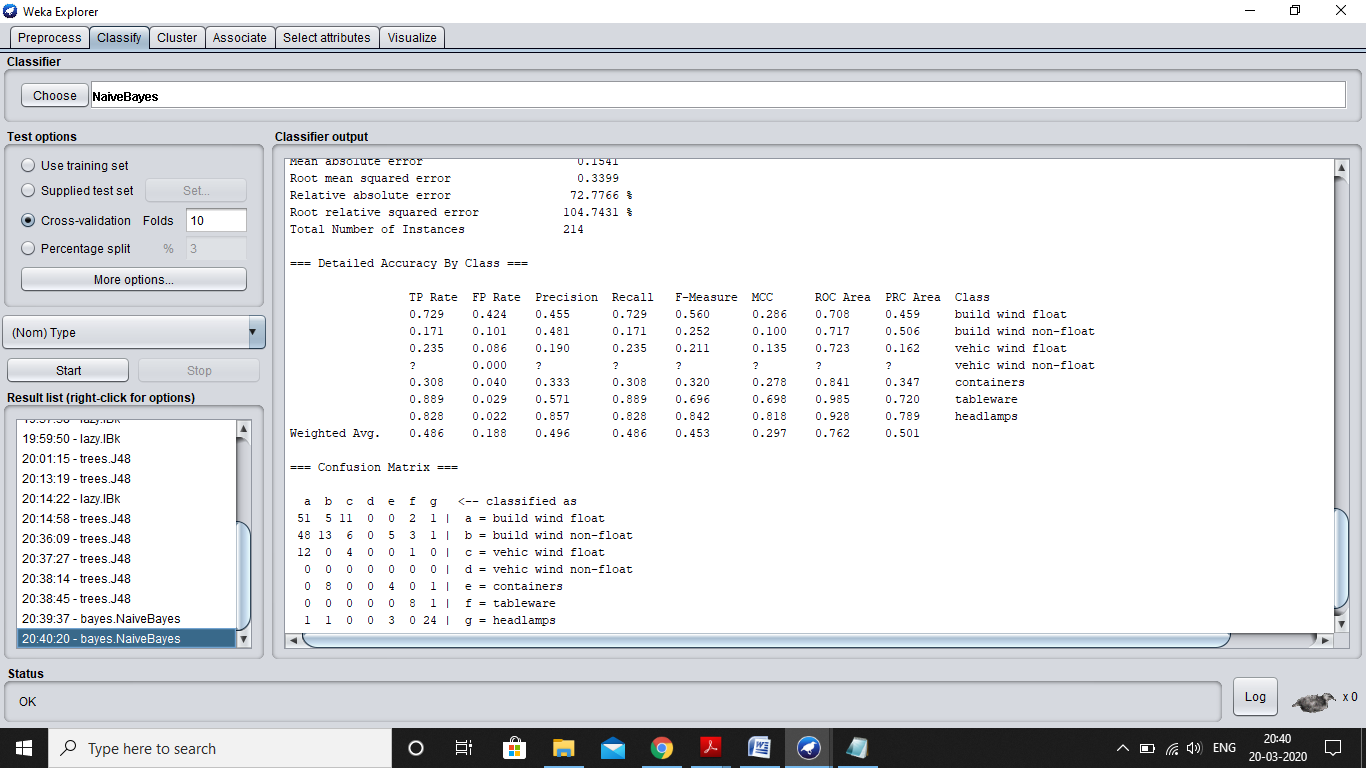 Weka Explorer
Preprocess Classify Cluster Associate Select attributes Visualize
Classifier
Choose NaiveBayes
Test options
Use training set
Supplied test set Set...
Cross-validation Folds 10
Percentage split % 3
More options...
(Nom) Type
Start Stop
Result list (right-click for options)
19:59:50 - lazy.IBk
20:01:15 - trees.J48
20:13:19 - trees.J48
20:14:22 - lazy.IBk
20:14:58 - trees.J48
20:36:09 - trees.J48
20:37:27 - trees.J48
20:38:14 - trees.J48
20:38:45 - trees.J48
20:39:37 - bayes.NaiveBayes
20:40:20 - bayes.NaiveBayes
Classifier output
Mean absolute error 0.1541
Root mean squared error 0.3399
Relative absolute error 72.7766 %
Root relative squared error 104.7431 %
Total Number of Instances 214
=== Detailed Accuracy By Class ===
TP Rate FP Rate Precision Recall F-Measure MCC ROC Area PRC Area Class
0.729 0.424 0.455 0.729 0.560 0.286 0.708 0.459 build wind float
0.171 0.101 0.481 0.171 0.252 0.100 0.717 0.506 build wind non-float
0.235 0.086 0.190 0.235 0.211 0.135 0.723 0.162 vehic wind float
? 0.000 ? ? ? ? ? ? vehic wind non-float
0.308 0.040 0.333 0.308 0.320 0.278 0.841 0.347 containers
0.889 0.029 0.571 0.889 0.696 0.698 0.985 0.720 tableware
0.828 0.022 0.857 0.828 0.842 0.818 0.928 0.789 headlamps
Weighted Avg. 0.486 0.188 0.496 0.486 0.453 0.297 0.762 0.501
=== Confusion Matrix ===
a b c d e f g <-- classified as
51 5 11 0 0 2 1 | a = build wind float
48 13 6 0 5 3 1 | b = build wind non-float
12 0 4 0 0 1 0 | c = vehic wind float
0 0 0 0 0 0 0 | d = vehic wind non-float
0 8 0 0 4 0 1 | e = containers
0 0 0 0 0 8 1 | f = tableware
1 1 0 0 3 0 24 | g = headlamps
Status
OK
Log
x 0
Type here to search
ENG
20:40
20-03-2020